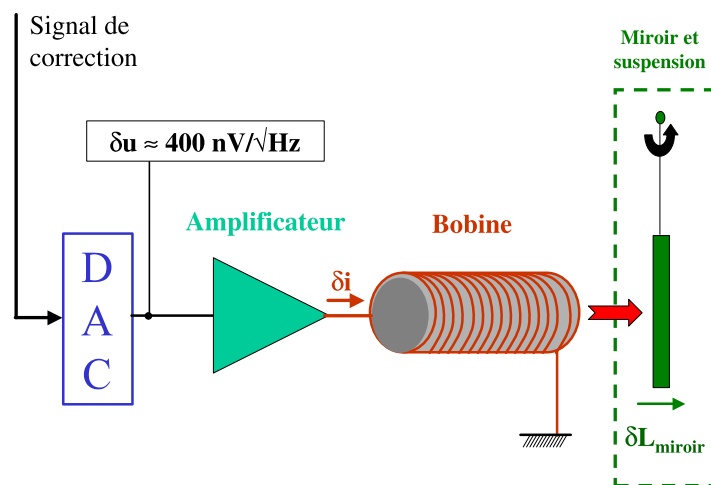 Signal de
correction
Miroir et
suspension
δu ≈ 400 nV/√Hz
Amplificateur
Bobine
δi
D
A
C
δLmiroir